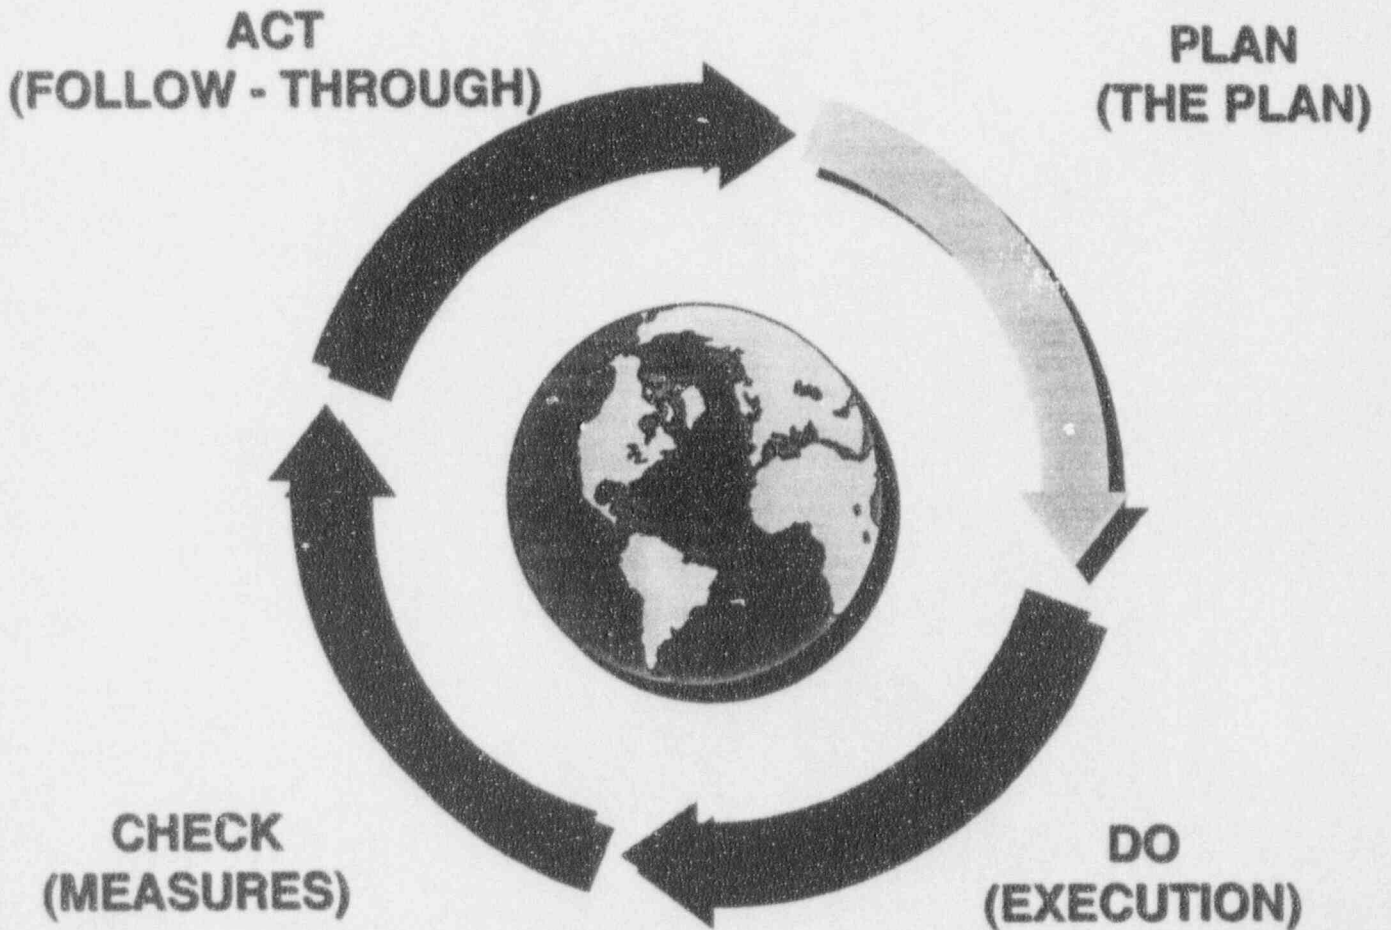 ACT
(FOLLOW - THROUGH)
PLAN
(THE PLAN)
CHECK
(MEASURES)
DO
(EXECUTION)